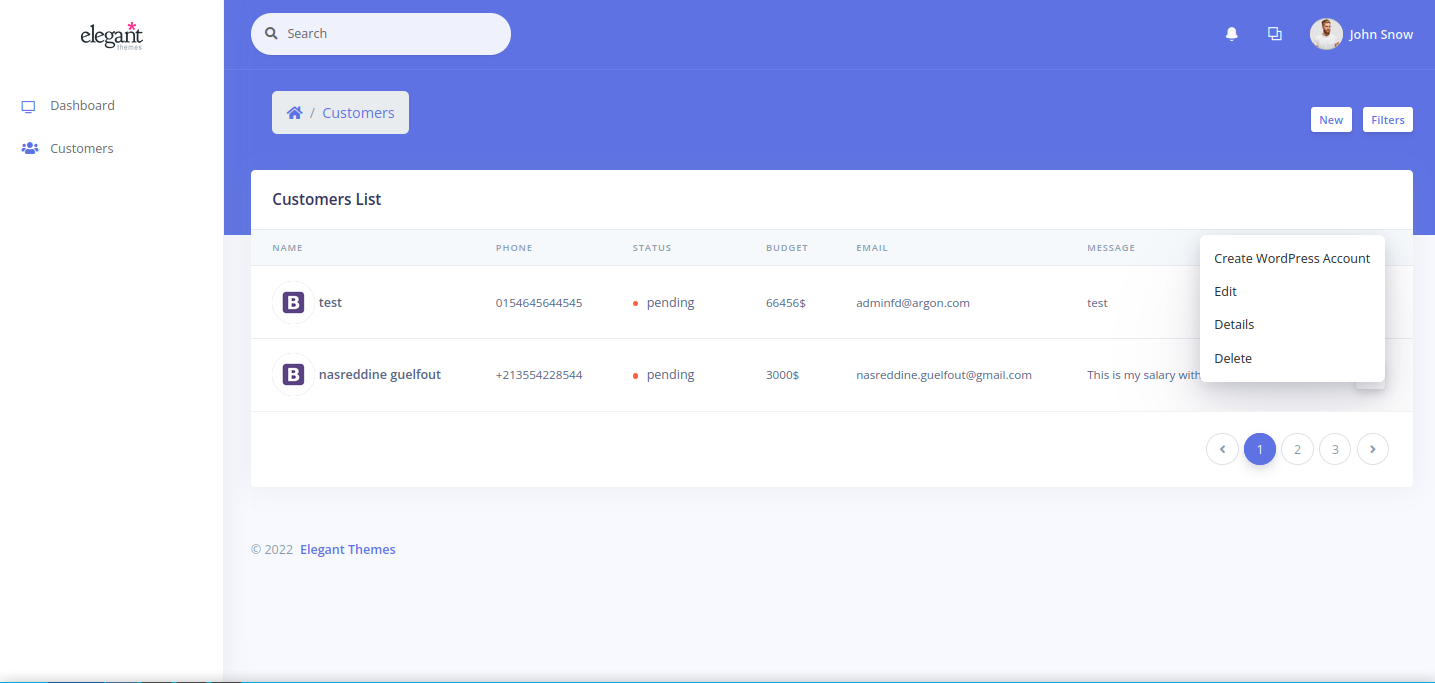 elegant
themes
Search
John Snow
Dashboard
Customers
/ Customers
New
Filters
Customers List
NAME PHONE STATUS BUDGET EMAIL MESSAGE
B test 0154645644545 pending 66456$ adminfd@argon.com test
B nasreddine guelfout +213554228544 pending 3000$ nasreddine.guelfout@gmail.com This is my salary with
Create WordPress Account
Edit
Details
Delete
1 2 3
© 2022 Elegant Themes